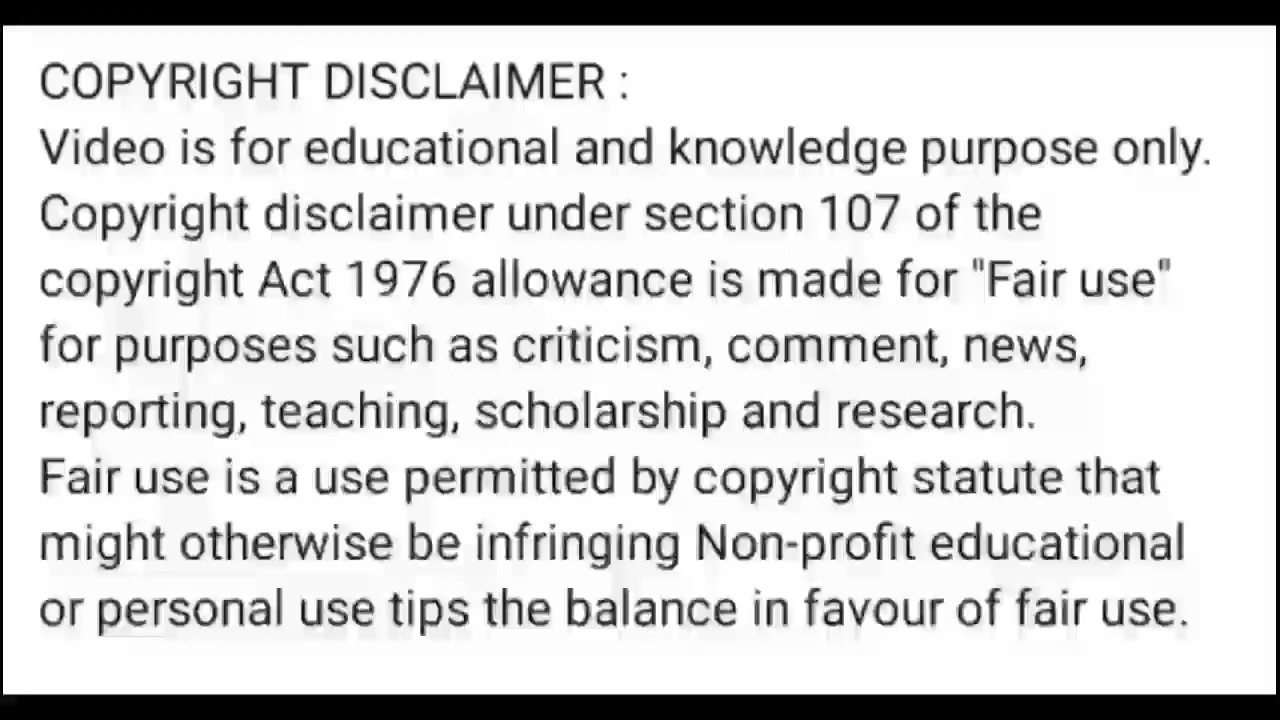 COPYRIGHT DISCLAIMER :
Video is for educational and knowledge purpose only.
Copyright disclaimer under section 107 of the
copyright Act 1976 allowance is made for "Fair use"
for purposes such as criticism, comment, news,
reporting, teaching, scholarship and research.
Fair use is a use permitted by copyright statute that
might otherwise be infringing Non-profit educational
or personal use tips the balance in favour of fair use.